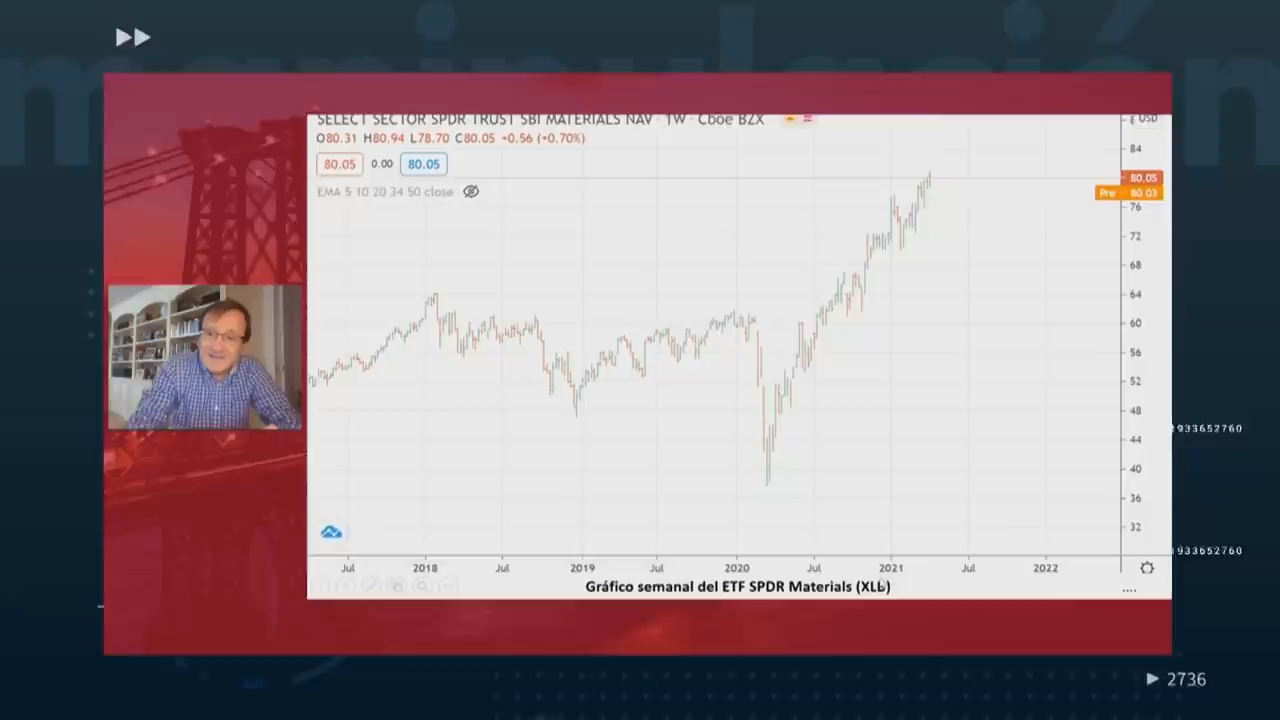 manipulación
SELECT SECTOR SPDR TRUST SBI MATERIALS NAV · 1W · Cboe BZX
USD
O80.31 H80.94 L78.70 C80.05 +0.56 (+0.70%)
84
80.05 0.00 80.05
80.05
Pre 80.03
EMA 5 10 20 34 50 close
76
72
68
64
60
56
52
48
44
40
36
32
933652760
933652760
Jul 2018 Jul 2019 Jul 2020 Jul 2021 Jul 2022
Gráfico semanal del ETF SPDR Materials (XLB)
....
2736